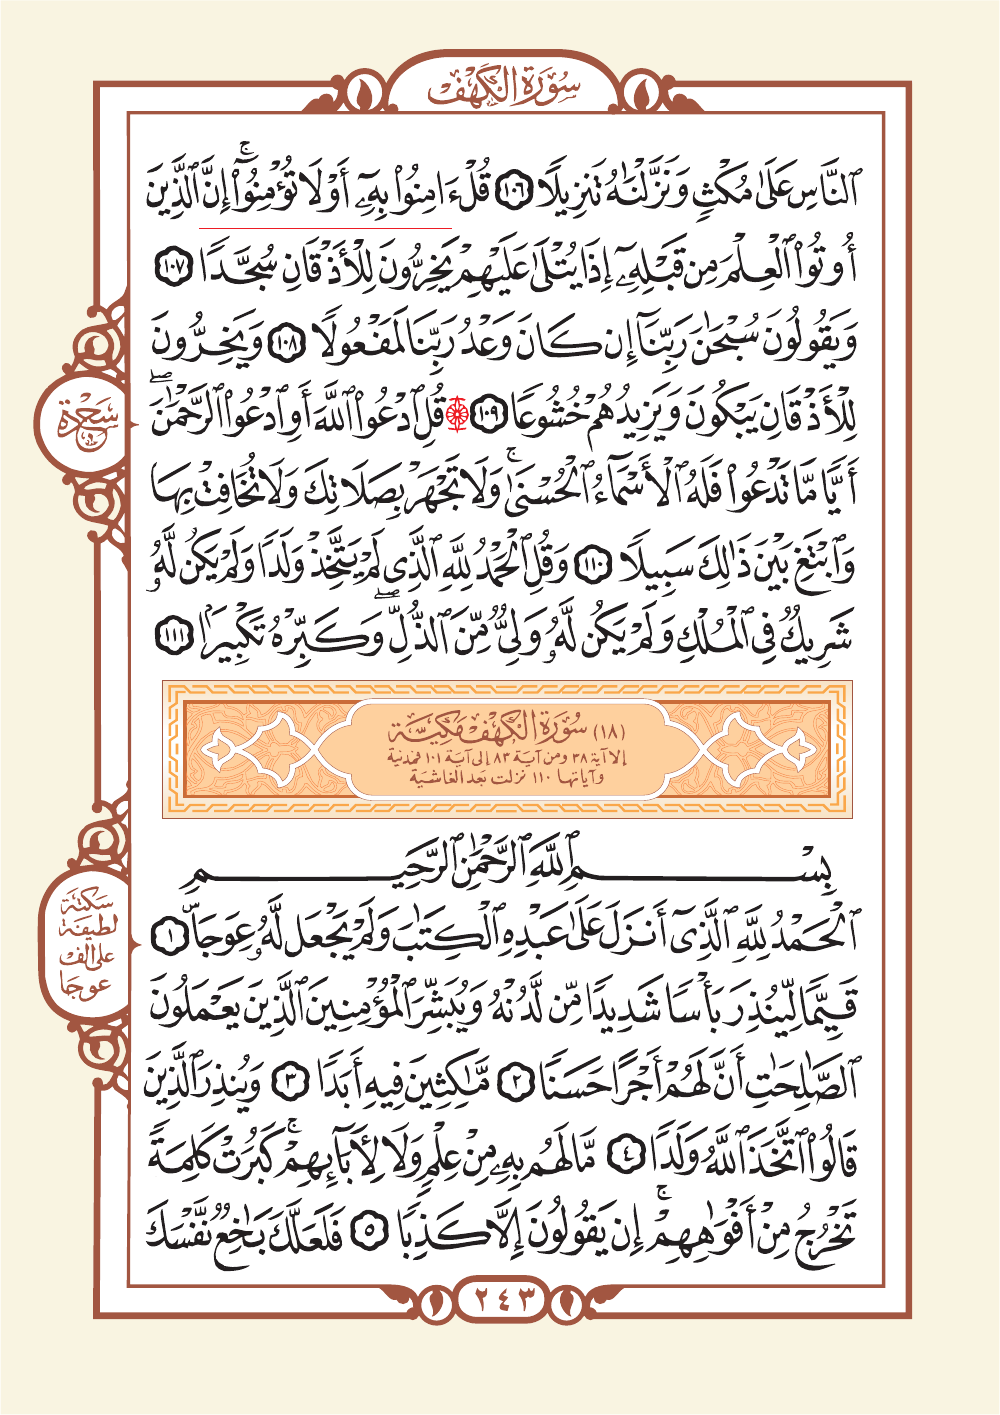 سُورَةُ الكَهْف
ٱلنَّاسِ عَلَىٰ مُكْثٍ وَنَزَّلْنَٰهُ تَنزِيلًا ١٠٦ قُلْ ءَامِنُوا۟ بِهِۦٓ أَوْ لَا تُؤْمِنُوٓا۟ ۚ إِنَّ ٱلَّذِينَ
أُوتُوا۟ ٱلْعِلْمَ مِن قَبْلِهِۦٓ إِذَا يُتْلَىٰ عَلَيْهِمْ يَخِرُّونَ لِلْأَذْقَانِ سُجَّدًا ١٠٧
وَيَقُولُونَ سُبْحَٰنَ رَبِّنَآ إِن كَانَ وَعْدُ رَبِّنَا لَمَفْعُولًا ١٠٨ وَيَخِرُّونَ
لِلْأَذْقَانِ يَبْكُونَ وَيَزِيدُهُمْ خُشُوعًا ١٠٩ قُلِ ٱدْعُوا۟ ٱللَّهَ أَوِ ٱدْعُوا۟ ٱلرَّحْمَٰنَ ۖ
سجدة
أَيًّا مَّا تَدْعُوا۟ فَلَهُ ٱلْأَسْمَآءُ ٱلْحُسْنَىٰ ۚ وَلَا تَجْهَرْ بِصَلَاتِكَ وَلَا تُخَافِتْ بِهَا
وَٱبْتَغِ بَيْنَ ذَٰلِكَ سَبِيلًا ١١٠ وَقُلِ ٱلْحَمْدُ لِلَّهِ ٱلَّذِى لَمْ يَتَّخِذْ وَلَدًا وَلَمْ يَكُن لَّهُۥ
شَرِيكٌ فِى ٱلْمُلْكِ وَلَمْ يَكُن لَّهُۥ وَلِىٌّ مِّنَ ٱلذُّلِّ ۖ وَكَبِّرْهُ تَكْبِيرًۢا ١١١
(١٨) سُورَةُ الكَهْفِ مَكِّيَّة
إلا آية ٣٨ ومن آية ٨٣ إلى آية ١٠١ فمدنية
وآياتها ١١٠ نزلت بعد الغاشية
بِسْمِ ٱللَّهِ ٱلرَّحْمَٰنِ ٱلرَّحِيمِ
ٱلْحَمْدُ لِلَّهِ ٱلَّذِىٓ أَنزَلَ عَلَىٰ عَبْدِهِ ٱلْكِتَٰبَ وَلَمْ يَجْعَل لَّهُۥ عِوَجَاۜ ١
سكتة
لطيفة
على الف
عوجا
قَيِّمًا لِّيُنذِرَ بَأْسًا شَدِيدًا مِّن لَّدُنْهُ وَيُبَشِّرَ ٱلْمُؤْمِنِينَ ٱلَّذِينَ يَعْمَلُونَ
ٱلصَّٰلِحَٰتِ أَنَّ لَهُمْ أَجْرًا حَسَنًا ٢ مَّٰكِثِينَ فِيهِ أَبَدًا ٣ وَيُنذِرَ ٱلَّذِينَ
قَالُوا۟ ٱتَّخَذَ ٱللَّهُ وَلَدًا ٤ مَّا لَهُم بِهِۦ مِنْ عِلْمٍ وَلَا لِءَابَآئِهِمْ ۚ كَبُرَتْ كَلِمَةً
تَخْرُجُ مِنْ أَفْوَٰهِهِمْ ۚ إِن يَقُولُونَ إِلَّا كَذِبًا ٥ فَلَعَلَّكَ بَٰخِعٌ نَّفْسَكَ
٢٤٣